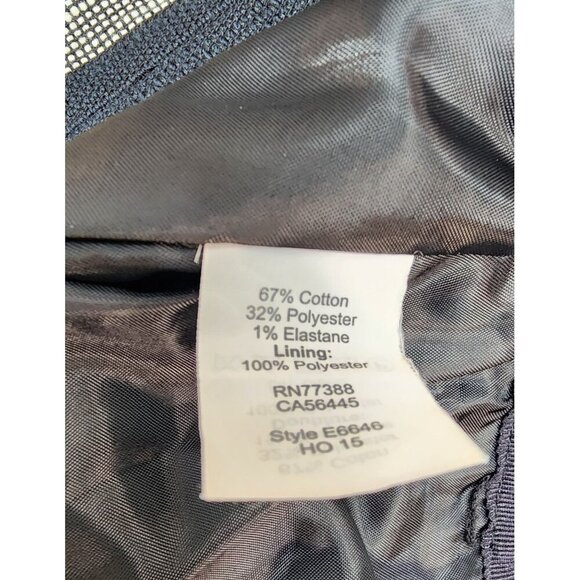 67% Cotton
32% Polyester
1% Elastane
Lining:
100% Polyester
RN77388
CA56445
Style E6646
HO 15